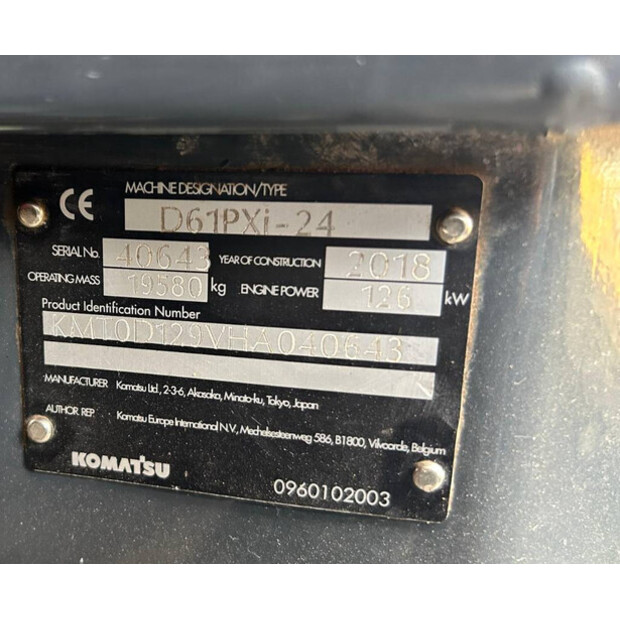 CE
MACHINE DESIGNATION/TYPE
D61PXi-24
SERIAL No. 40643 YEAR OF CONSTRUCTION 2018
OPERATING MASS 19580 kg ENGINE POWER 126 kW
Product Identification Number
KMT0D129VHA040643
MANUFACTURER Komatsu Ltd., 2-3-6, Akasaka, Minato-ku, Tokyo, Japan
AUTHOR. REP. Komatsu Europe International N.V., Mechelsesteenweg 586, B1800, Vilvoorde, Belgium
KOMATSU
0960102003